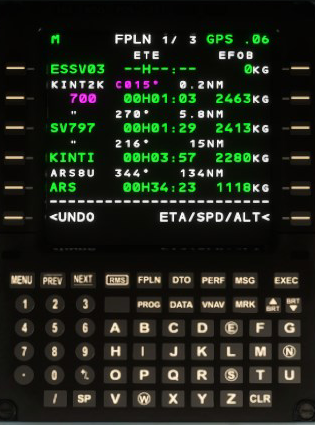 M FPLN 1/ 3 GPS .06
ETE EFOB
ESSV03 --H--:-- 0KG
KINT2K C015° 0.2NM
700 00H01:03 2463KG
" 270° 5.8NM
SV797 00H01:29 2413KG
" 216° 15NM
KINTI 00H03:57 2280KG
ARS8U 344° 134NM
ARS 00H34:23 1118KG
<UNDO ETA/SPD/ALT<
MENU PREV NEXT RMS FPLN DTO PERF MSG EXEC
1 2 3 PROG DATA VNAV MRK BRT BRT
4 5 6 A B C D E F G
7 8 9 H I J K L M N
0 O P Q R S T U
/ SP V W X Y Z CLR